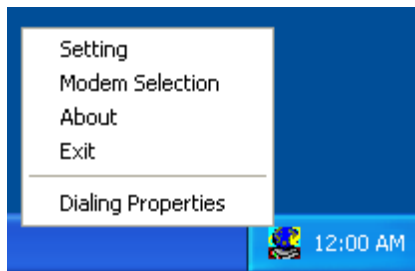 Setting
Modem Selection
About
Exit
Dialing Properties
12:00 AM